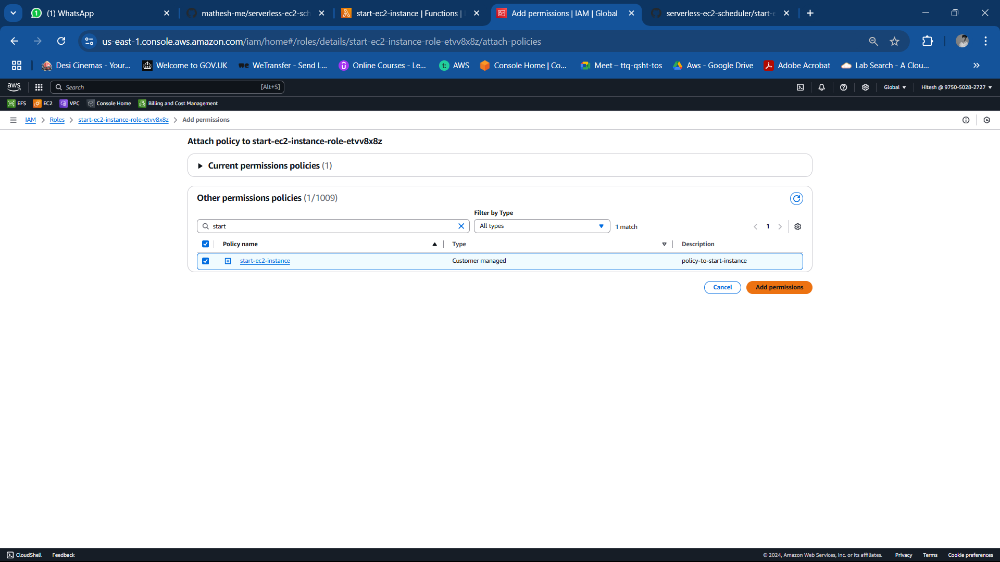 (1) WhatsApp
mathesh-me/serverless-ec2-sch
start-ec2-instance | Functions |
Add permissions | IAM | Global
serverless-ec2-scheduler/start-e
us-east-1.console.aws.amazon.com/iam/home#/roles/details/start-ec2-instance-role-etvv8x8z/attach-policies
Desi Cinemas - Your...
Welcome to GOV.UK
we WeTransfer - Send L...
Online Courses - Le...
t: AWS
Console Home | Co...
Meet – ttq-qsht-tos
Aws - Google Drive
Adobe Acrobat
Lab Search - A Clou...
aws
Search
[Alt+S]
Global
Hitesh @ 9750-5028-2727
EFS
EC2
VPC
Console Home
Billing and Cost Management
IAM
Roles
start-ec2-instance-role-etvv8x8z
Add permissions
Attach policy to start-ec2-instance-role-etvv8x8z
Current permissions policies (1)
Other permissions policies (1/1009)
Filter by Type
start
All types
1 match
1
Policy name
Type
Description
start-ec2-instance
Customer managed
policy-to-start-instance
Cancel
Add permissions
CloudShell
Feedback
© 2024, Amazon Web Services, Inc. or its affiliates.
Privacy
Terms
Cookie preferences